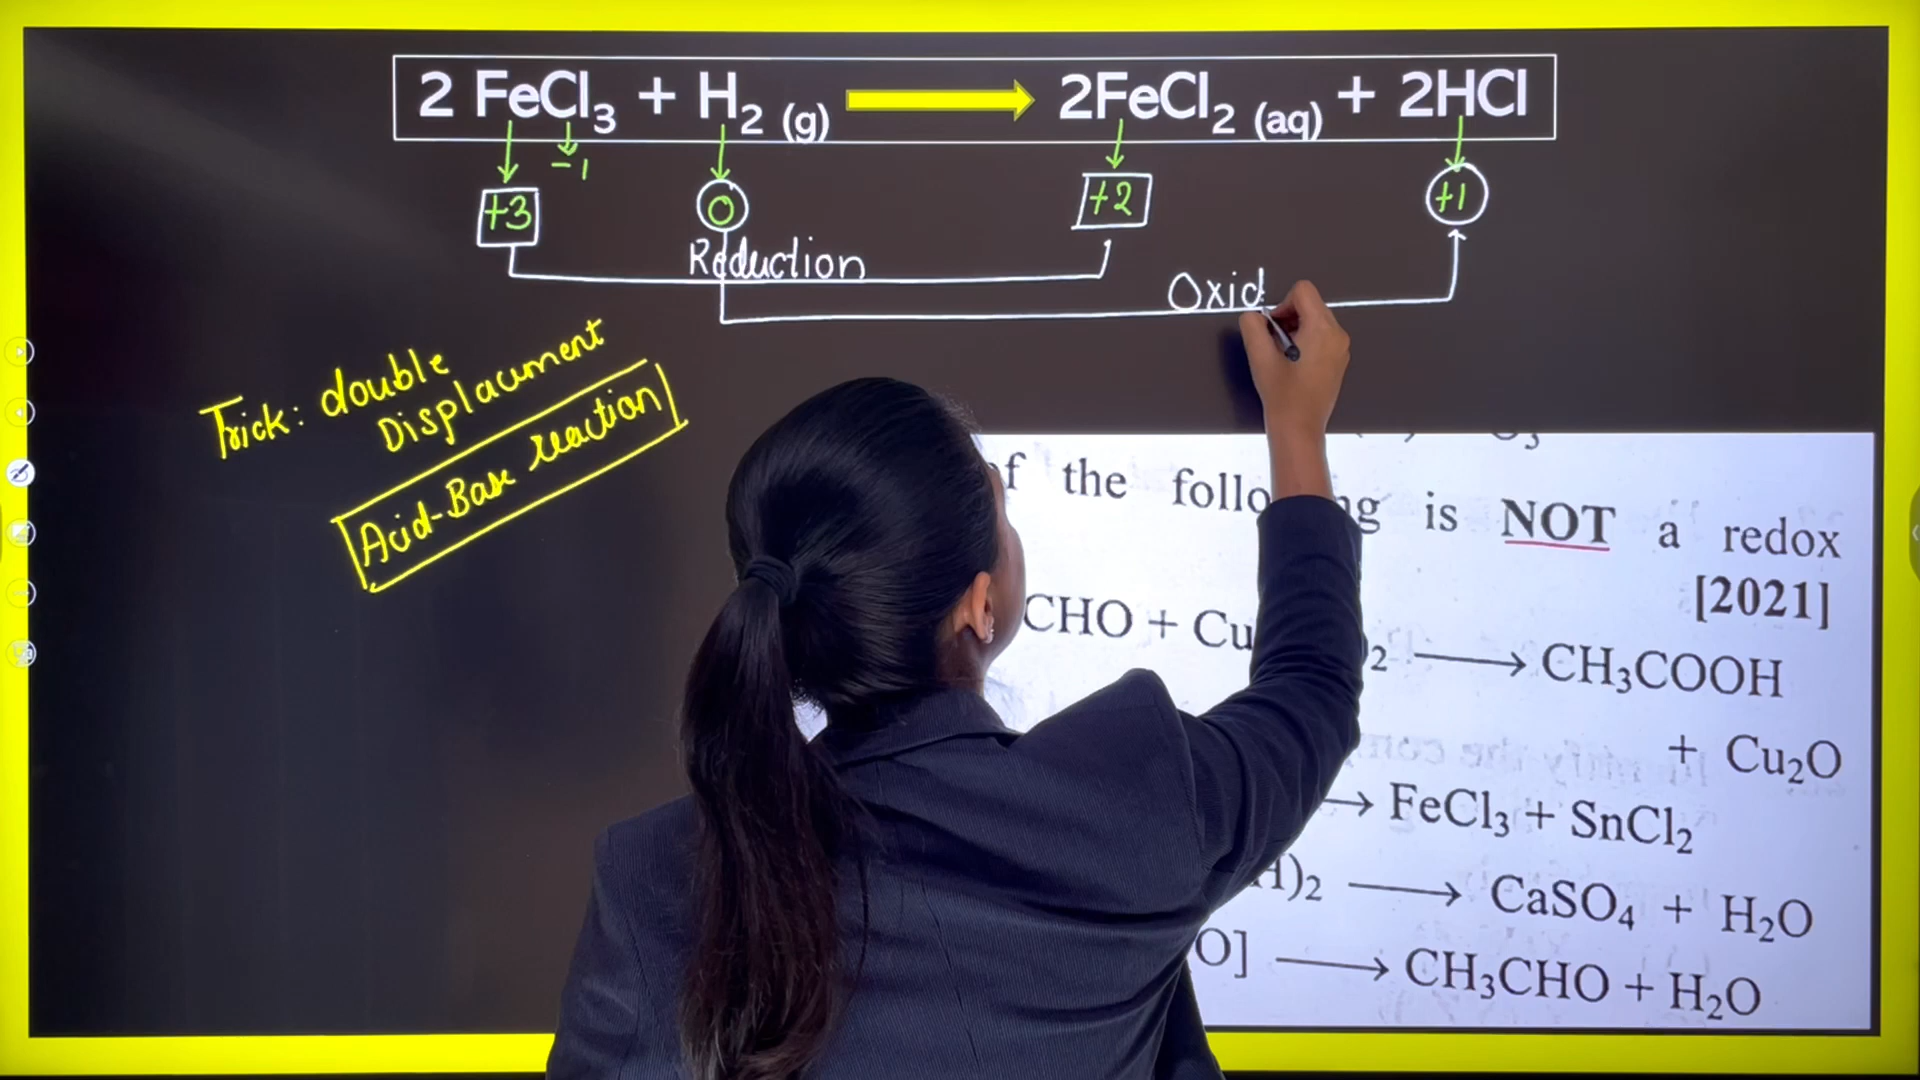 2 FeCl₃ + H₂ (g) → 2FeCl₂ (aq) + 2HCl
-1
+3 0 +2 +1
Reduction
Oxid
Trick: double
Displacement
Acid-Base reaction
the following is NOT a redox
[2021]
CHO + Cu ₂ → CH₃COOH
+ Cu₂O
→ FeCl₃ + SnCl₂
)₂ → CaSO₄ + H₂O
O] → CH₃CHO + H₂O